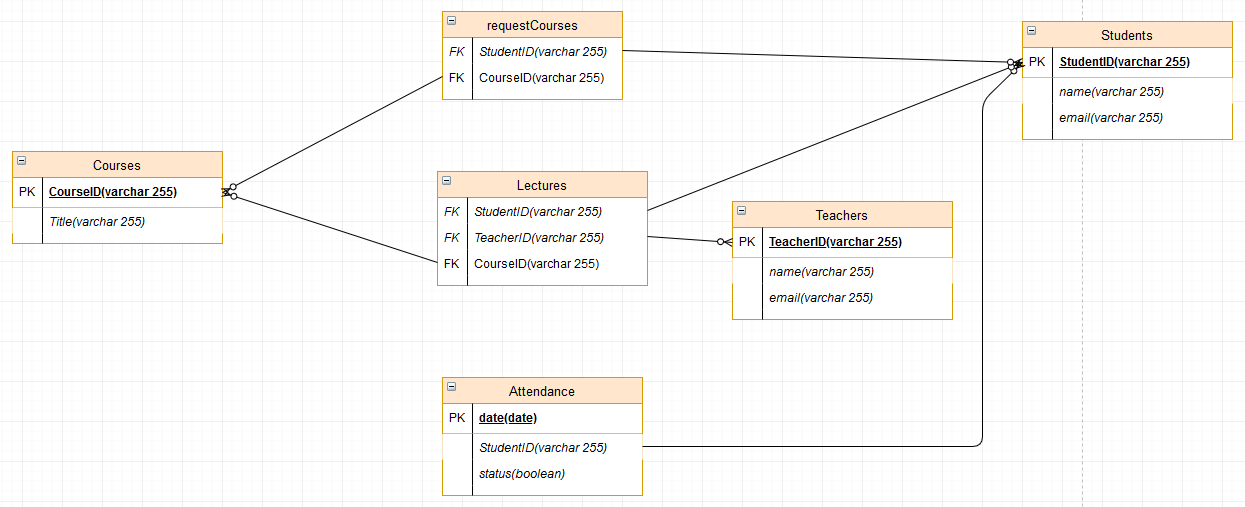 requestCourses
FK StudentID(varchar 255)
FK CourseID(varchar 255)
Students
PK StudentID(varchar 255)
name(varchar 255)
email(varchar 255)
Courses
PK CourseID(varchar 255)
Title(varchar 255)
Lectures
FK StudentID(varchar 255)
FK TeacherID(varchar 255)
FK CourseID(varchar 255)
Teachers
PK TeacherID(varchar 255)
name(varchar 255)
email(varchar 255)
Attendance
PK date(date)
StudentID(varchar 255)
status(boolean)